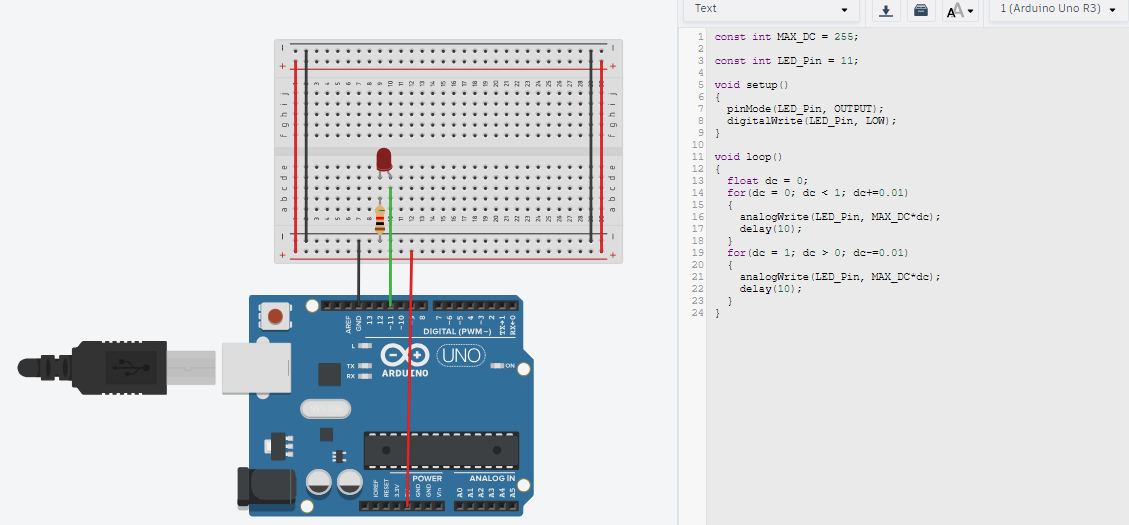 Text
1 (Arduino Uno R3)
1 const int MAX_DC = 255;
2
3 const int LED_Pin = 11;
4
5 void setup()
6 {
7 pinMode(LED_Pin, OUTPUT);
8 digitalWrite(LED_Pin, LOW);
9 }
10
11 void loop()
12 {
13 float dc = 0;
14 for(dc = 0; dc < 1; dc+=0.01)
15 {
16 analogWrite(LED_Pin, MAX_DC*dc);
17 delay(10);
18 }
19 for(dc = 1; dc > 0; dc-=0.01)
20 {
21 analogWrite(LED_Pin, MAX_DC*dc);
22 delay(10);
23 }
24 }
j
i
h
g
f
e
d
c
b
a
AREF
GND
13
12
~11
~10
8
7
~6
~5
4
~3
2
TX→1
RX←0
DIGITAL (PWM~)
L
TX
RX
UNO
ARDUINO
ON
POWER
ANALOG IN
IOREF
RESET
3.3V
GND
GND
Vin
A0
A1
A2
A3
A4
A5